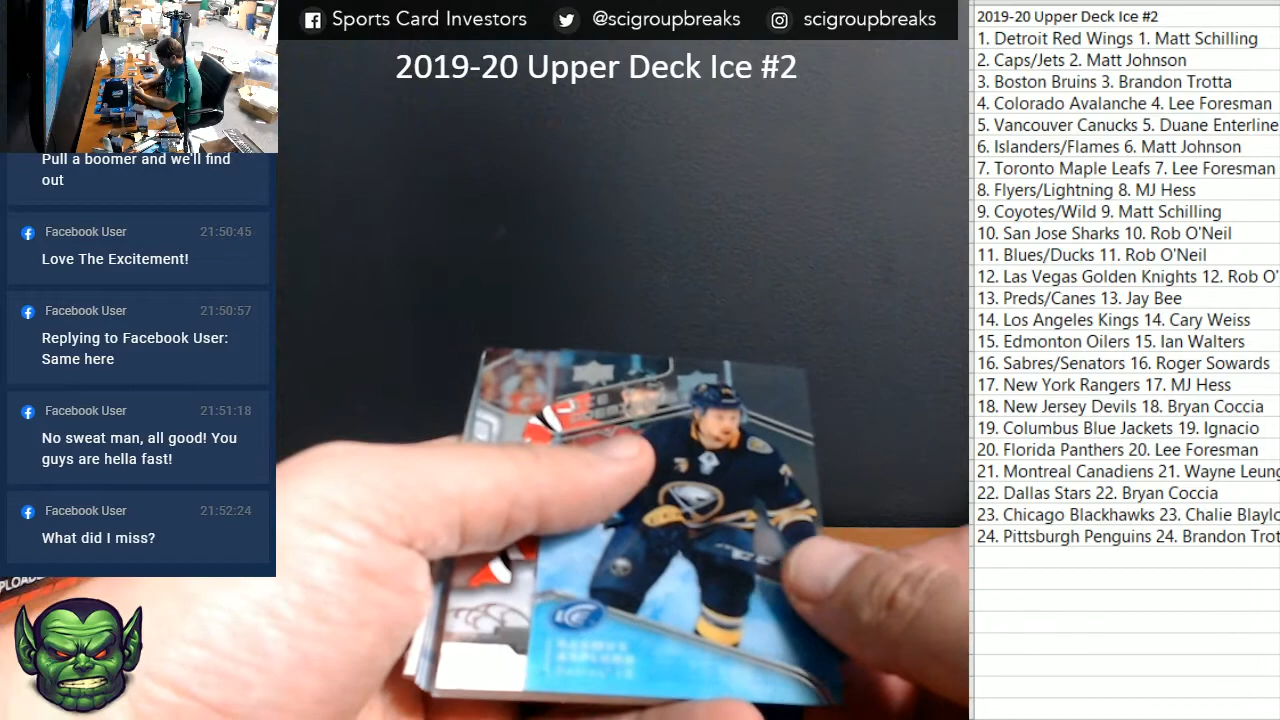 Sports Card Investors
@scigroupbreaks
scigroupbreaks
2019-20 Upper Deck Ice #2
Pull a boomer and we'll find
out
Facebook User 21:50:45
Love The Excitement!
Facebook User 21:50:57
Replying to Facebook User:
Same here
Facebook User 21:51:18
No sweat man, all good! You
guys are hella fast!
Facebook User 21:52:24
What did I miss?
2019-20 Upper Deck Ice #2
1. Detroit Red Wings 1. Matt Schilling
2. Caps/Jets 2. Matt Johnson
3. Boston Bruins 3. Brandon Trotta
4. Colorado Avalanche 4. Lee Foresman
5. Vancouver Canucks 5. Duane Enterline
6. Islanders/Flames 6. Matt Johnson
7. Toronto Maple Leafs 7. Lee Foresman
8. Flyers/Lightning 8. MJ Hess
9. Coyotes/Wild 9. Matt Schilling
10. San Jose Sharks 10. Rob O'Neil
11. Blues/Ducks 11. Rob O'Neil
12. Las Vegas Golden Knights 12. Rob O'
13. Preds/Canes 13. Jay Bee
14. Los Angeles Kings 14. Cary Weiss
15. Edmonton Oilers 15. Ian Walters
16. Sabres/Senators 16. Roger Sowards
17. New York Rangers 17. MJ Hess
18. New Jersey Devils 18. Bryan Coccia
19. Columbus Blue Jackets 19. Ignacio
20. Florida Panthers 20. Lee Foresman
21. Montreal Canadiens 21. Wayne Leung
22. Dallas Stars 22. Bryan Coccia
23. Chicago Blackhawks 23. Chalie Blaylo
24. Pittsburgh Penguins 24. Brandon Trot